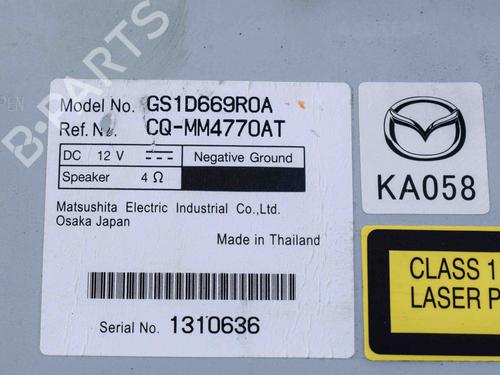 B-PARTS
Model No. GS1D669R0A
Ref. No. CQ-MM4770AT
DC 12 V Negative Ground
Speaker 4 Ω
Matsushita Electric Industrial Co.,Ltd.
Osaka Japan
Made in Thailand
Serial No. 1310636
KA058
CLASS 1
LASER P